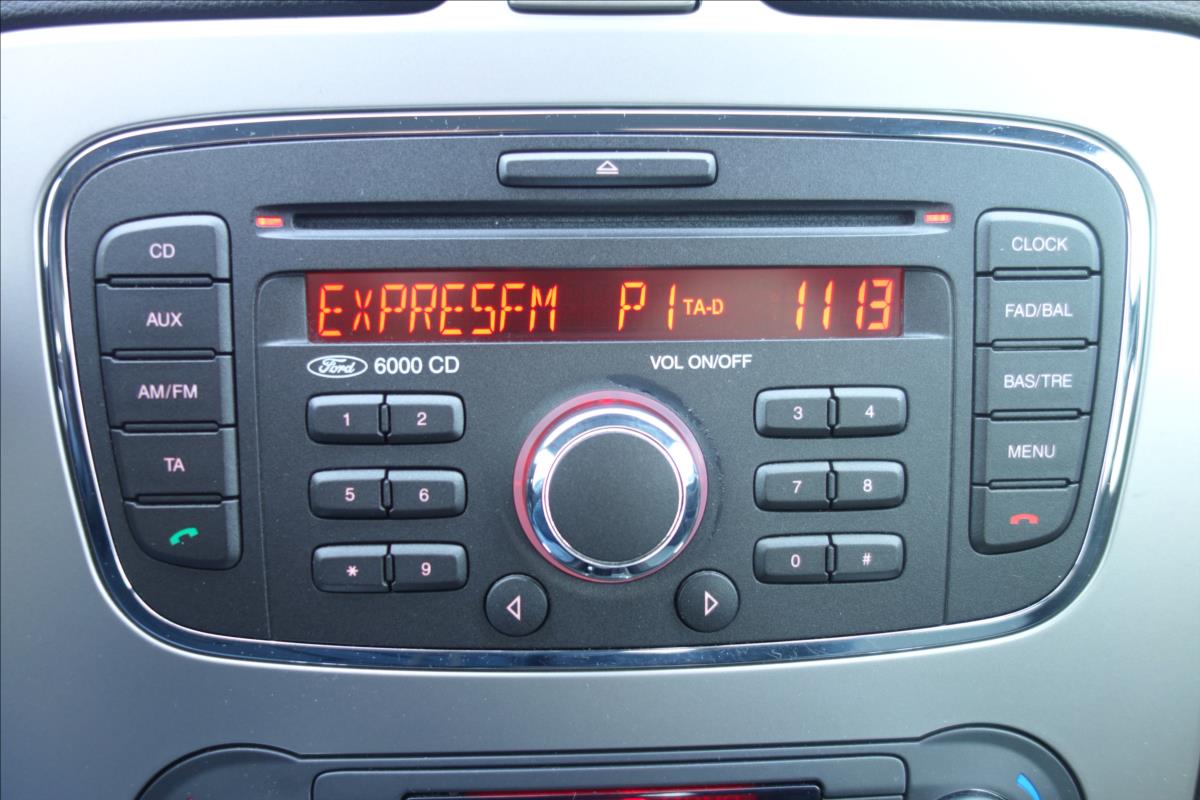 CD
AUX
AM/FM
TA
EXPRESFM P1 TA-D 1113
Ford 6000 CD
VOL ON/OFF
1 2
3 4
5 6
7 8
* 9
0 #
CLOCK
FAD/BAL
BAS/TRE
MENU